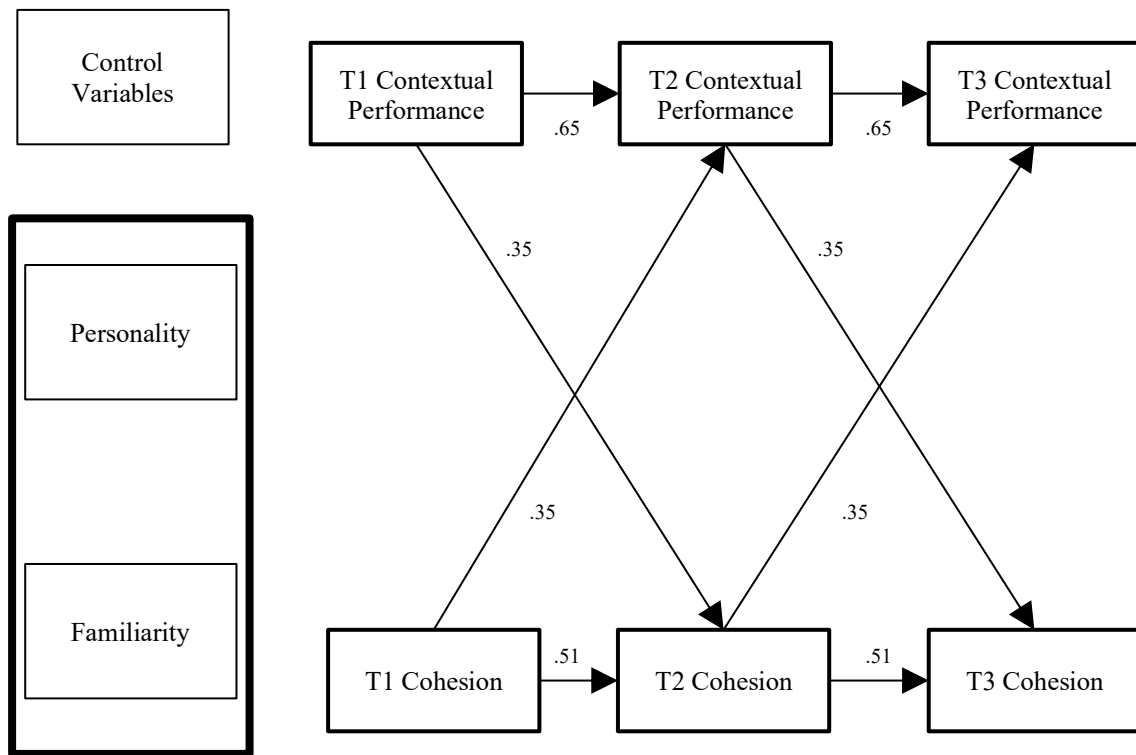 Control
Variables
Personality
Familiarity
T1 Contextual
Performance
.65
T2 Contextual
Performance
.65
T3 Contextual
Performance
.35
.35
.35
.35
T1 Cohesion
.51
T2 Cohesion
.51
T3 Cohesion